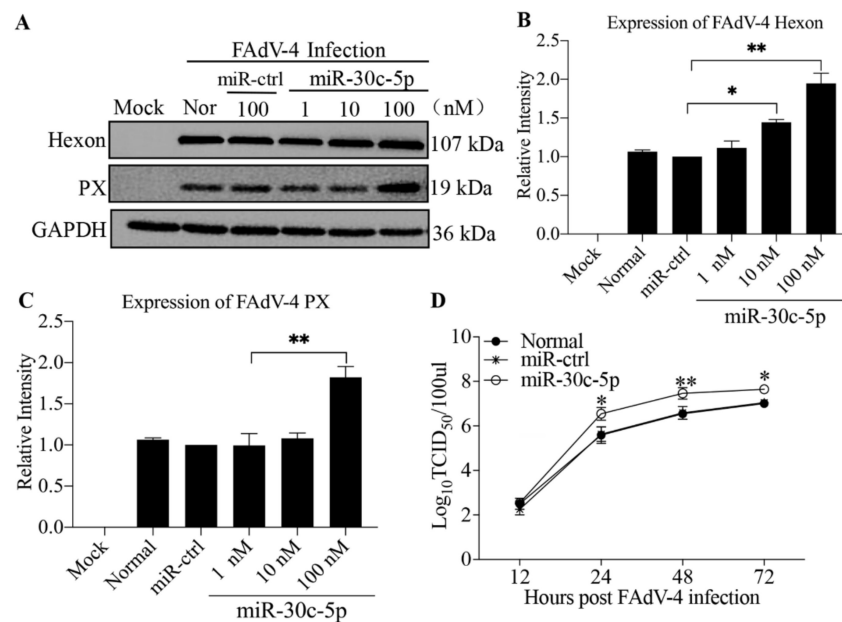 A
FAdV-4 Infection
miR-ctrl miR-30c-5p
Mock Nor 100 1 10 100 (nM)
Hexon 107 kDa
PX 19 kDa
GAPDH 36 kDa
B
Expression of FAdV-4 Hexon
Relative Intensity
2.5
2.0
1.5
1.0
0.5
0.0
**
*
Mock
Normal
miR-ctrl
1 nM
10 nM
100 nM
miR-30c-5p
C
Expression of FAdV-4 PX
Relative Intensity
2.5
2.0
1.5
1.0
0.5
0.0
**
Mock
Normal
miR-ctrl
1 nM
10 nM
100 nM
miR-30c-5p
D
Normal
miR-ctrl
miR-30c-5p
Log10TCID50/100ul
10
8
6
4
2
0
* ** *
12 24 48 72
Hours post FAdV-4 infection